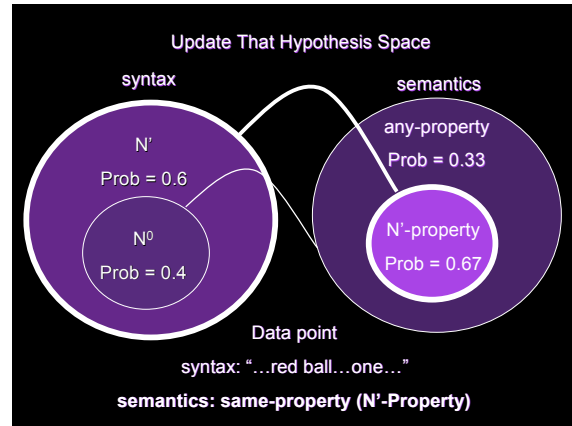 Update That Hypothesis Space
syntax
semantics
any-property
Prob = 0.33
N'
Prob = 0.6
N'-property
Prob = 0.67
N⁰
Prob = 0.4
Data point
syntax: “…red ball…one…”
semantics: same-property (N'-Property)